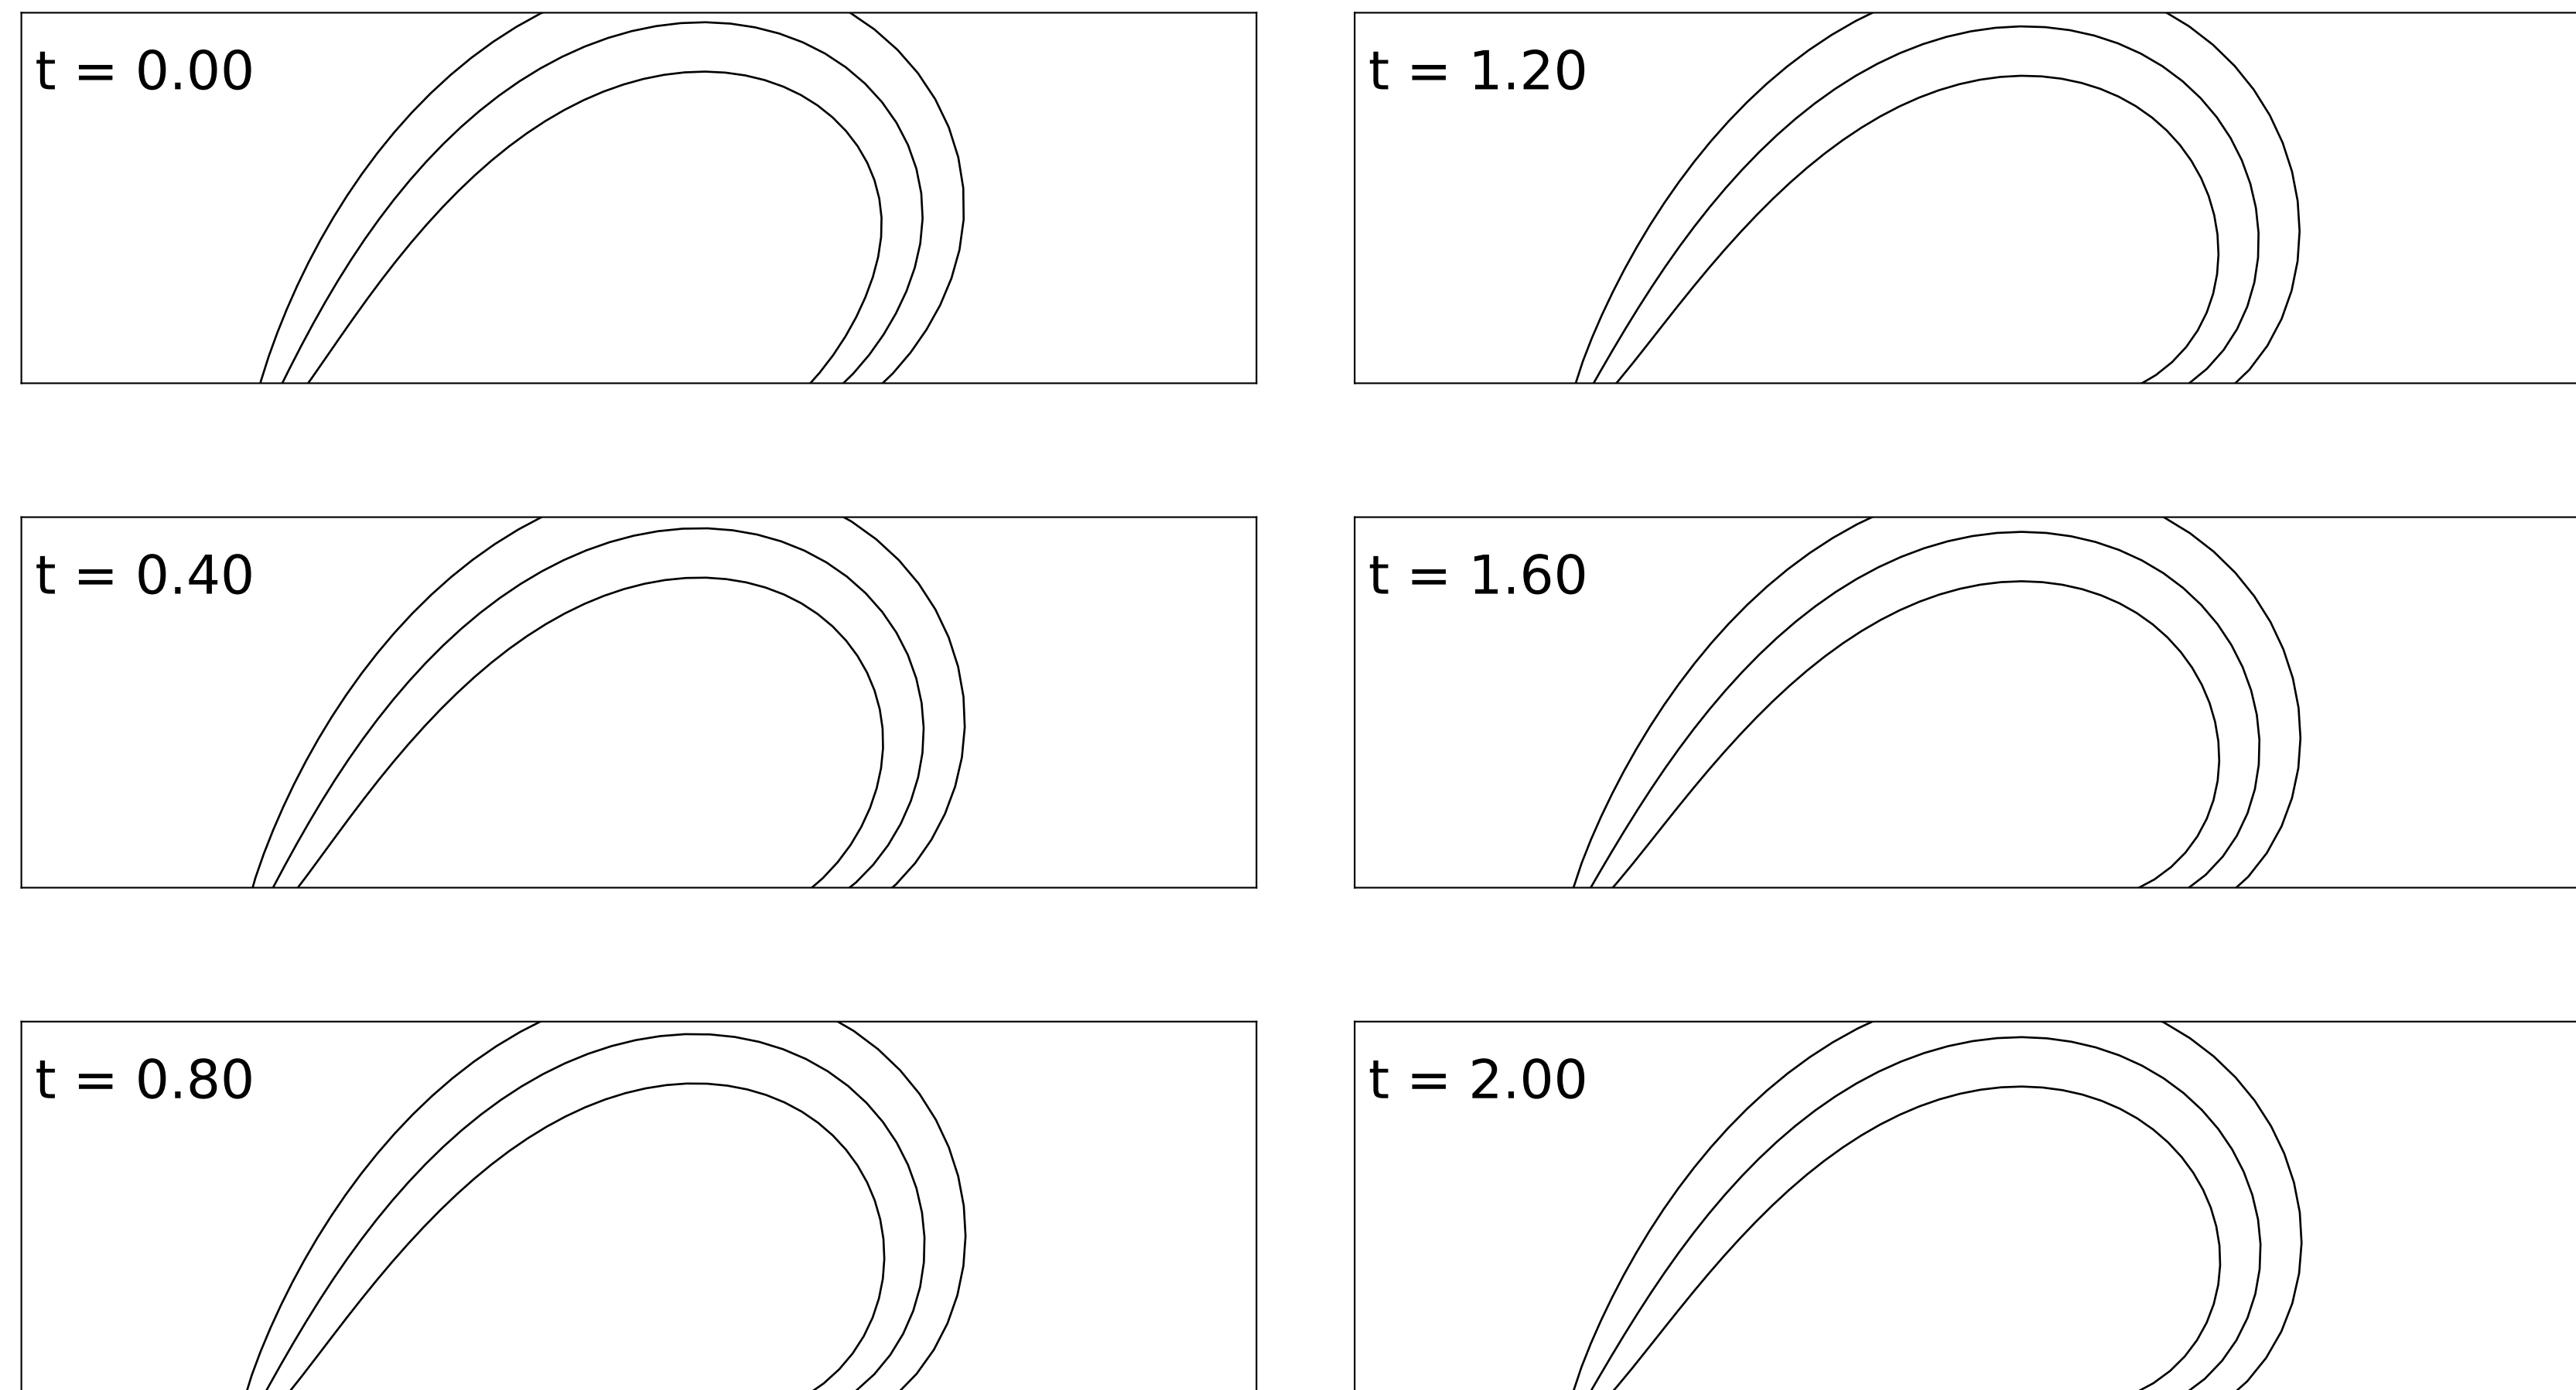 t = 0.00
t = 1.20
t = 0.40
t = 1.60
t = 0.80
t = 2.00